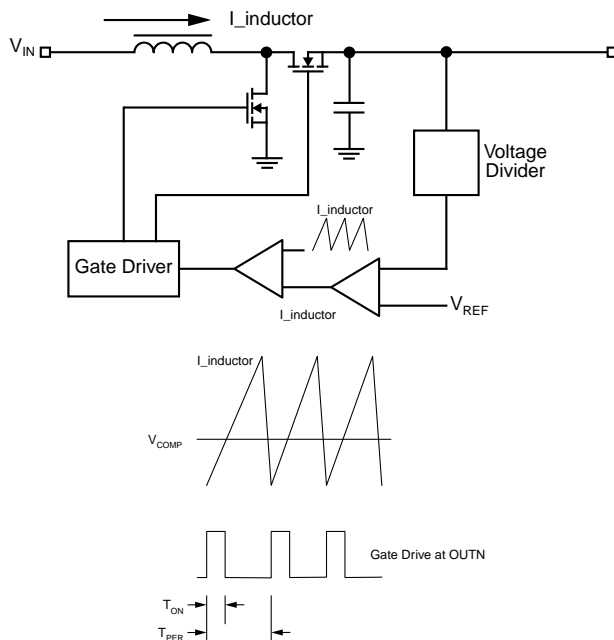 I_inductor
V_IN
Voltage
Divider
I_inductor
Gate Driver
I_inductor
V_REF
I_inductor
V_COMP
Gate Drive at OUTN
T_ON
T_PER